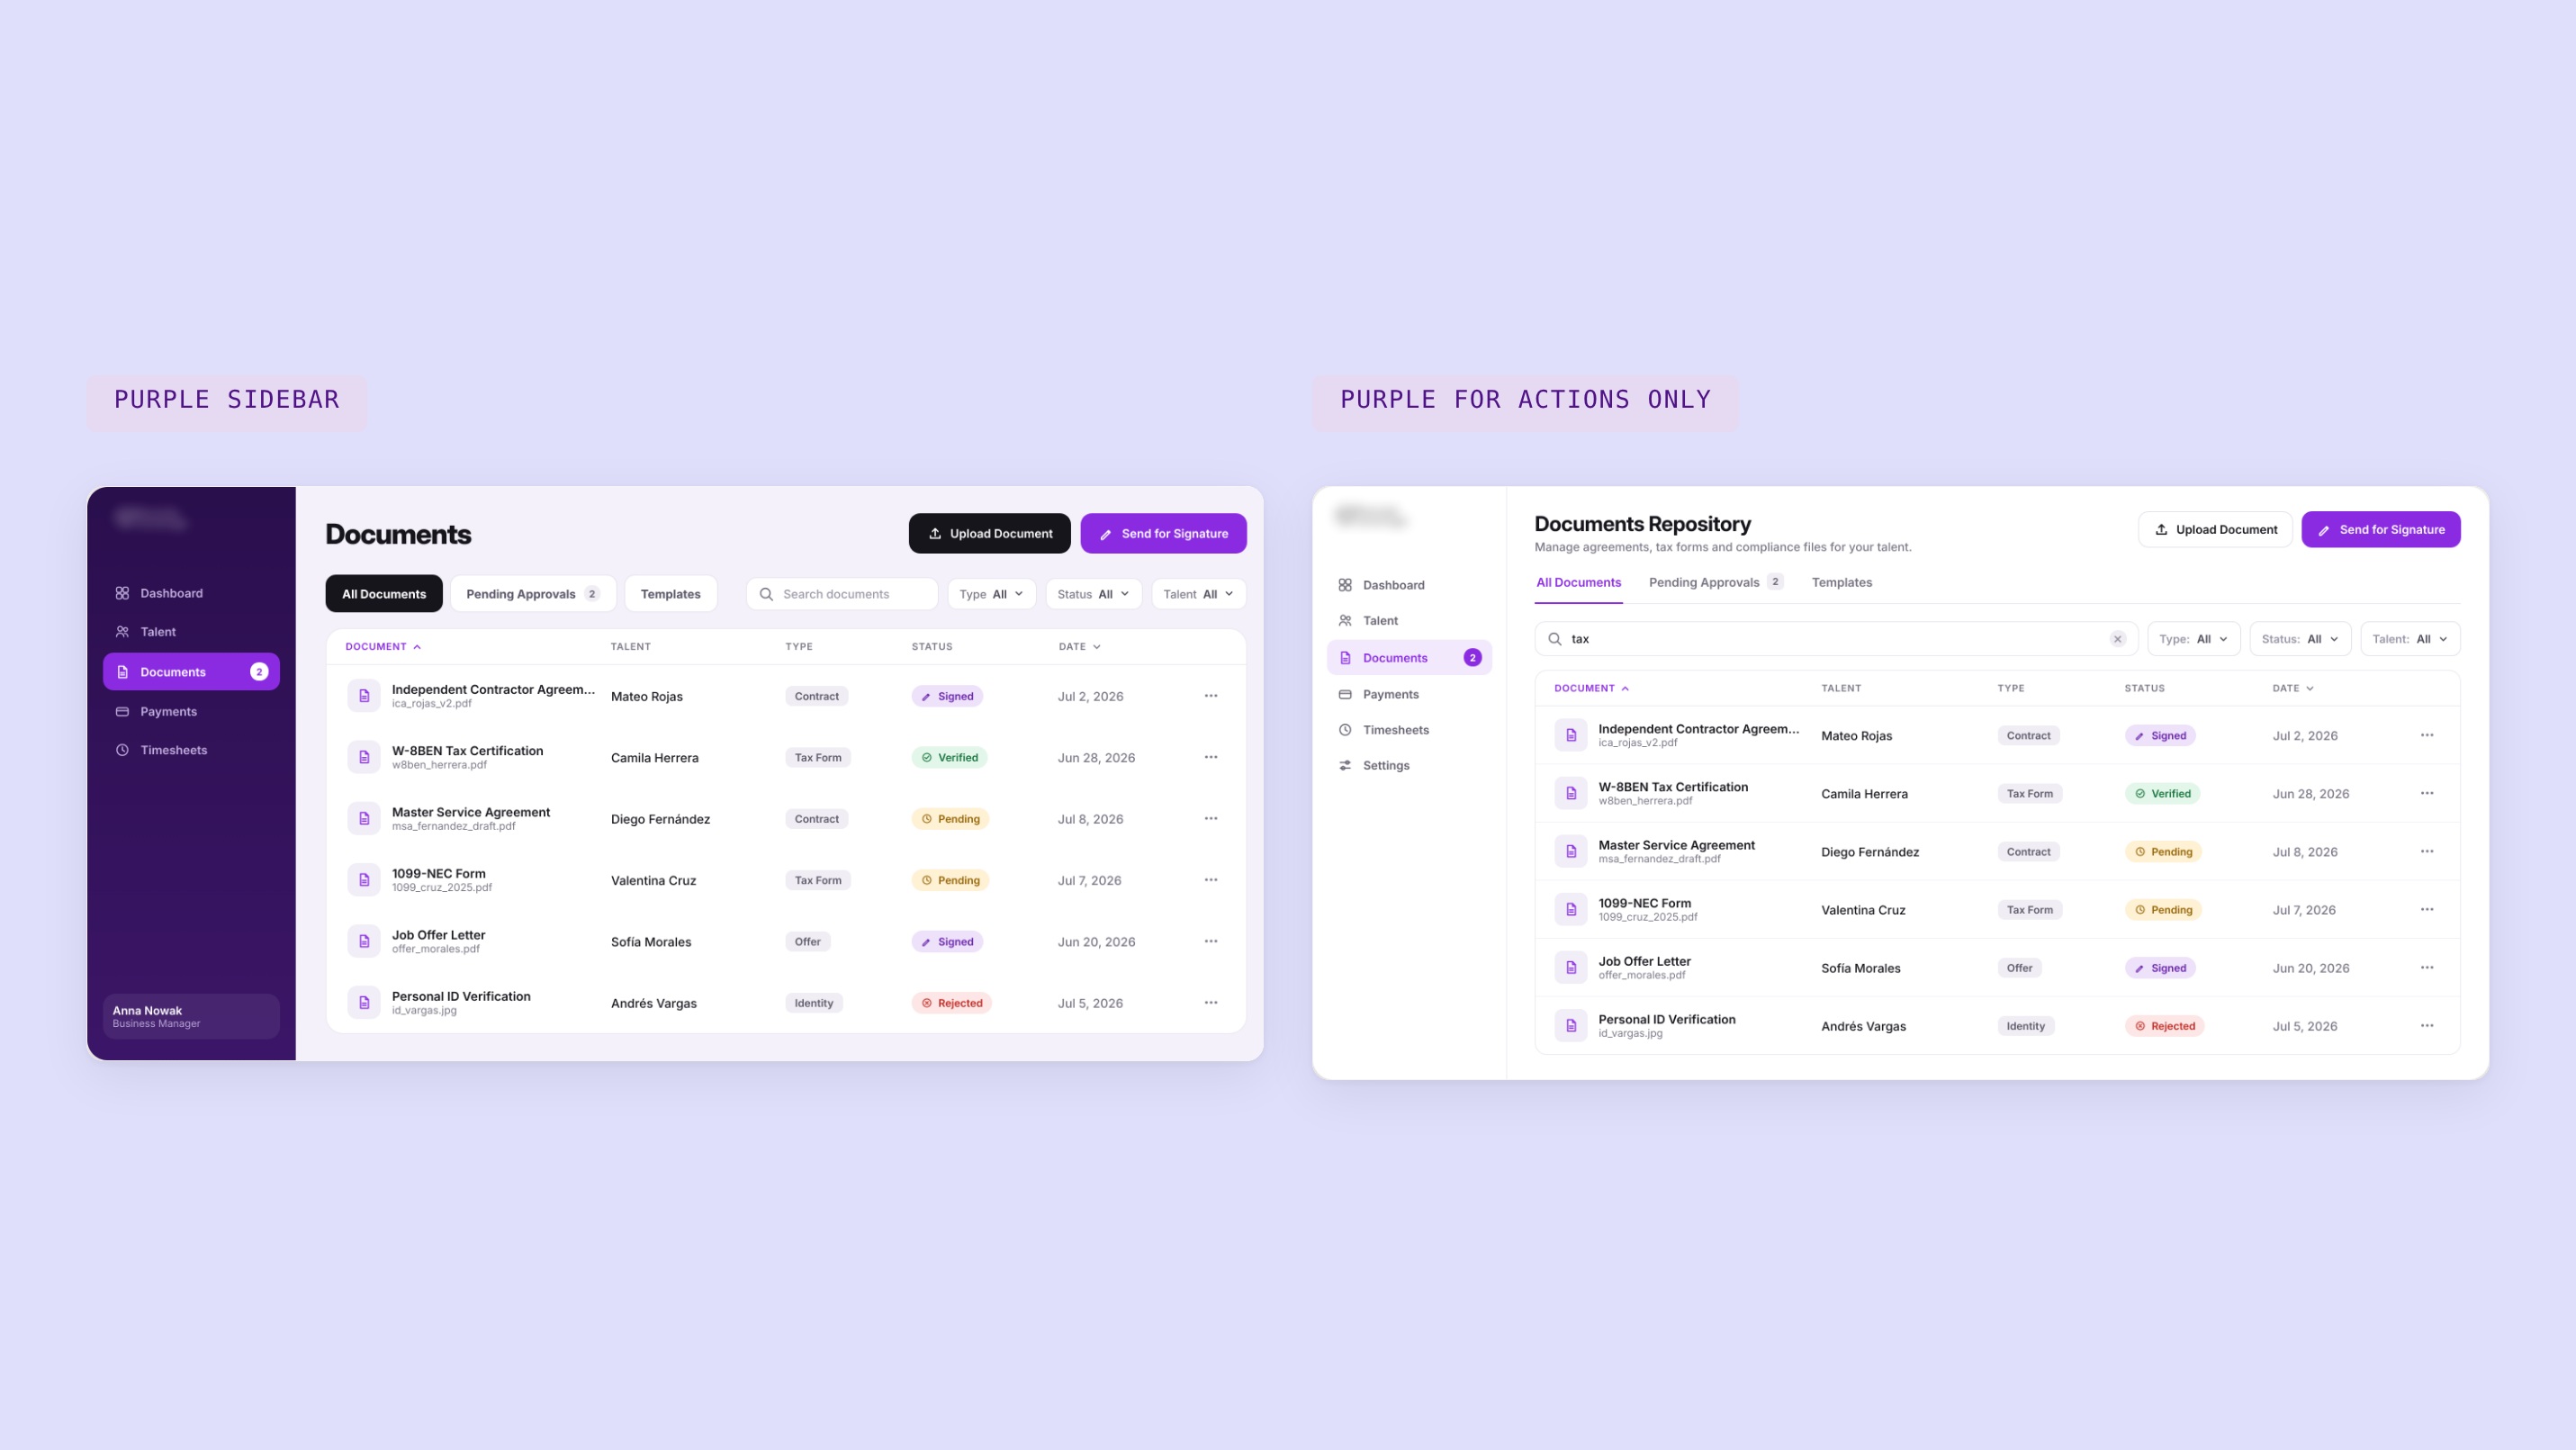 PURPLE SIDEBAR
Dashboard
Talent
Documents 2
Payments
Timesheets
Anna Nowak
Business Manager
Documents
Upload Document
Send for Signature
All Documents
Pending Approvals 2
Templates
Search documents
Type All
Status All
Talent All
DOCUMENT TALENT TYPE STATUS DATE
Independent Contractor Agreem... Mateo Rojas Contract Signed Jul 2, 2026
ica_rojas_v2.pdf
W-8BEN Tax Certification Camila Herrera Tax Form Verified Jun 28, 2026
w8ben_herrera.pdf
Master Service Agreement Diego Fernández Contract Pending Jul 8, 2026
msa_fernandez_draft.pdf
1099-NEC Form Valentina Cruz Tax Form Pending Jul 7, 2026
1099_cruz_2025.pdf
Job Offer Letter Sofía Morales Offer Signed Jun 20, 2026
offer_morales.pdf
Personal ID Verification Andrés Vargas Identity Rejected Jul 5, 2026
id_vargas.jpg
PURPLE FOR ACTIONS ONLY
Dashboard
Talent
Documents 2
Payments
Timesheets
Settings
Documents Repository
Manage agreements, tax forms and compliance files for your talent.
Upload Document
Send for Signature
All Documents
Pending Approvals 2
Templates
tax
Type: All
Status: All
Talent: All
DOCUMENT TALENT TYPE STATUS DATE
Independent Contractor Agreem... Mateo Rojas Contract Signed Jul 2, 2026
ica_rojas_v2.pdf
W-8BEN Tax Certification Camila Herrera Tax Form Verified Jun 28, 2026
w8ben_herrera.pdf
Master Service Agreement Diego Fernández Contract Pending Jul 8, 2026
msa_fernandez_draft.pdf
1099-NEC Form Valentina Cruz Tax Form Pending Jul 7, 2026
1099_cruz_2025.pdf
Job Offer Letter Sofía Morales Offer Signed Jun 20, 2026
offer_morales.pdf
Personal ID Verification Andrés Vargas Identity Rejected Jul 5, 2026
id_vargas.jpg